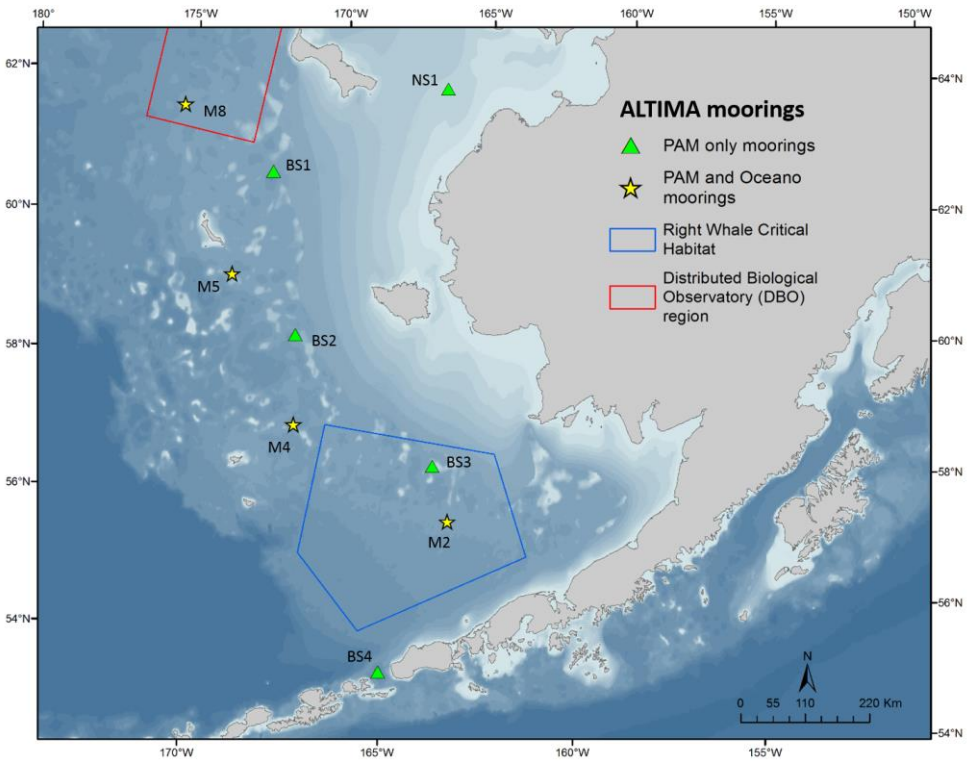 180°
175°W
170°W
165°W
160°W
155°W
150°W
62°N
64°N
NS1
M8
ALTIMA moorings
PAM only moorings
BS1
PAM and Oceano
moorings
60°N
62°N
Right Whale Critical
Habitat
M5
Distributed Biological
Observatory (DBO)
region
BS2
58°N
60°N
M4
BS3
56°N
58°N
M2
54°N
56°N
BS4
N
0 55 110 220 Km
54°N
170°W
165°W
160°W
155°W